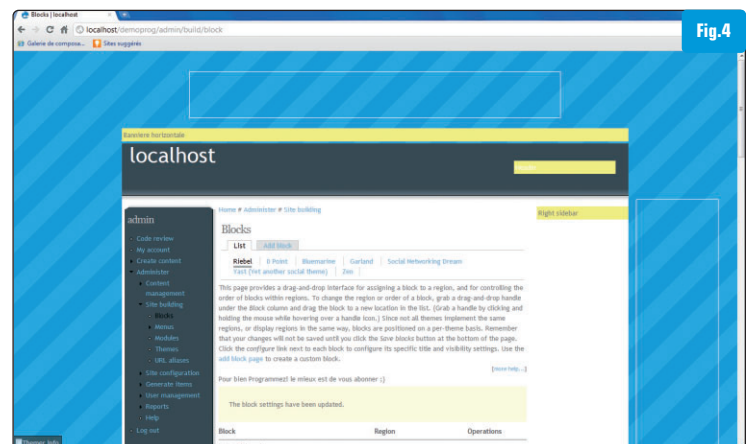 Blocks | localhost
Fig.4
localhost/demoprog/admin/build/block
Galerie de composa...
Sites suggérés
Banniere horizontale
localhost
Home # Administer # Site building
Right sidebar
admin
Code review
My account
Create content
Administer
Content management
Site building
Blocks
Menus
Modules
Themes
URL aliases
Site configuration
Generate items
User management
Reports
Help
Log out
Blocks
List
Add block
Riebel
0 Point
Bluemarine
Garland
Social Networking Dream
Yast (Yet another social theme)
Zoo
This page provides a drag-and-drop interface for assigning a block to a region, and for controlling the
order of blocks within regions. To change the region or order of a block, grab a drag-and-drop handle
under the Block column and drag the block to a new location in the list. (Grab a handle by clicking and
holding the mouse while hovering over a handle icon.) Since not all themes implement the same
regions, or display regions in the same way, blocks are positioned on a per-theme basis. Remember
that your changes will not be saved until you click the Save blocks button at the bottom of the page.
Click the configure link next to each block to configure its specific title and visibility settings. Use the
add block page to create a custom block.
[more help...]
Pour bien Programmez! le mieux est de vous abonner ;)
The block settings have been updated.
Block Region Operations
Themer Info